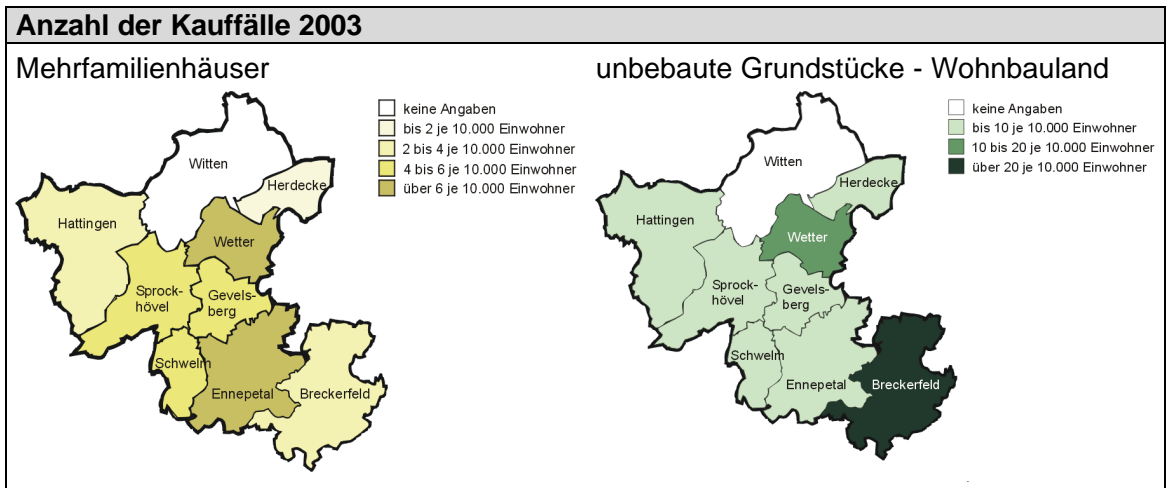 Anzahl der Kauffälle 2003
Mehrfamilienhäuser
keine Angaben
bis 2 je 10.000 Einwohner
2 bis 4 je 10.000 Einwohner
4 bis 6 je 10.000 Einwohner
über 6 je 10.000 Einwohner
Witten
Herdecke
Hattingen
Wetter
Sprock-
hövel
Gevels-
berg
Schwelm
Ennepetal
Breckerfeld
unbebaute Grundstücke - Wohnbauland
keine Angaben
bis 10 je 10.000 Einwohner
10 bis 20 je 10.000 Einwohner
über 20 je 10.000 Einwohner
Witten
Herdecke
Hattingen
Wetter
Sprock-
hövel
Gevels-
berg
Schwelm
Ennepetal
Breckerfeld